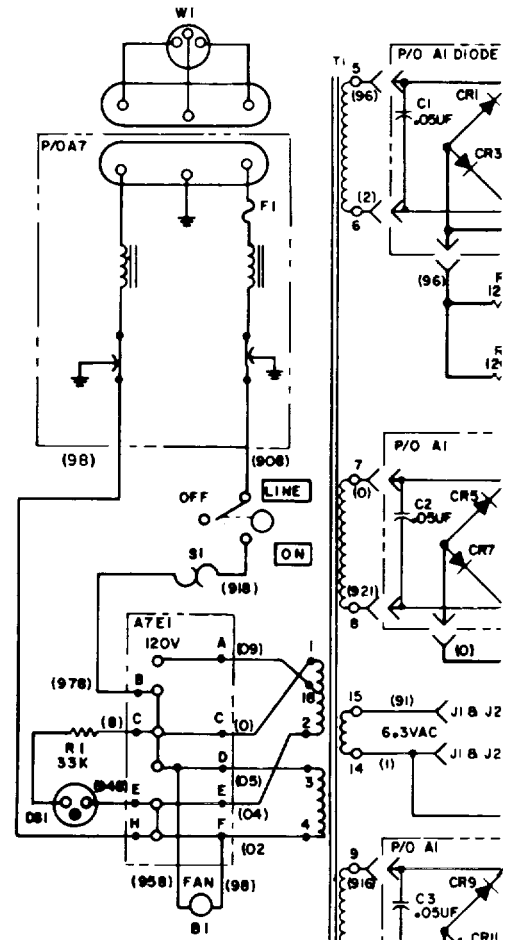 W1
P/O A7
F1
(98)
(908)
OFF
LINE
ON
S1
(918)
A7E1
120V
A
(09)
(978)
B
(8)
C
C
(0)
R1
33K
D
(05)
DS1
(948)
E
E
(04)
H
F
(02
(958)
FAN
(98)
B1
T1
1
16
2
3
4
5
(96)
(2)
6
P/O A1 DIODE
C1
.05UF
CR1
CR3
(96)
12
7
(0)
(921)
8
P/O A1
C2
.05UF
CR5
CR7
(0)
15
(91)
J1 & J2
6.3VAC
14
(1)
J1 & J2
9
(916)
P/O A1
C3
.05UF
CR9
CR11